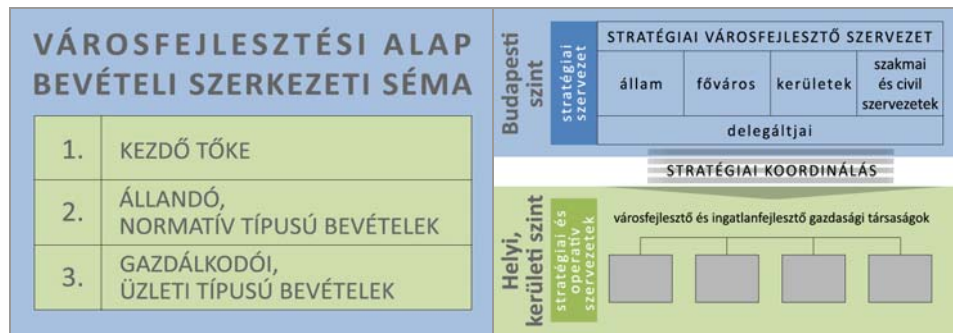 VÁROSFEJLESZTÉSI ALAP
BEVÉTELI SZERKEZETI SÉMA
1. KEZDŐ TŐKE
2. ÁLLANDÓ,
NORMATÍV TÍPUSÚ BEVÉTELEK
3. GAZDÁLKODÓI,
ÜZLETI TÍPUSÚ BEVÉTELEK
Budapesti
szint
stratégiai
szervezet
STRATÉGIAI VÁROSFEJLESZTŐ SZERVEZET
állam
főváros
kerületek
szakmai
és civil
szervezetek
delegáltjai
STRATÉGIAI KOORDINÁLÁS
Helyi,
kerületi szint
stratégiai és
operatív
szervezetek
városfejlesztő és ingatlanfejlesztő gazdasági társaságok